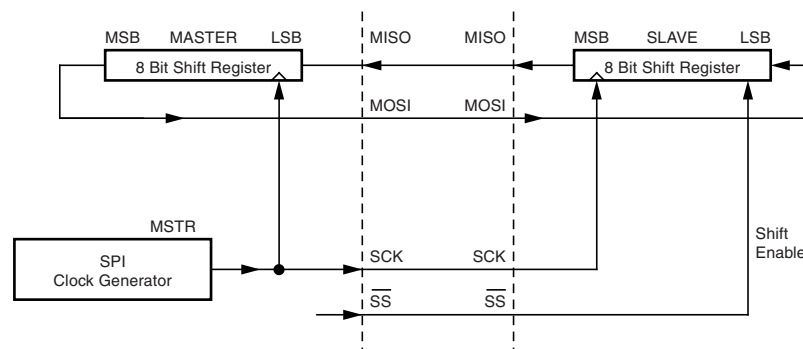 MSB MASTER LSB MISO MISO MSB SLAVE LSB
8 Bit Shift Register 8 Bit Shift Register
MOSI MOSI
MSTR
SPI
Clock Generator
SCK SCK
Shift
Enable
SS SS